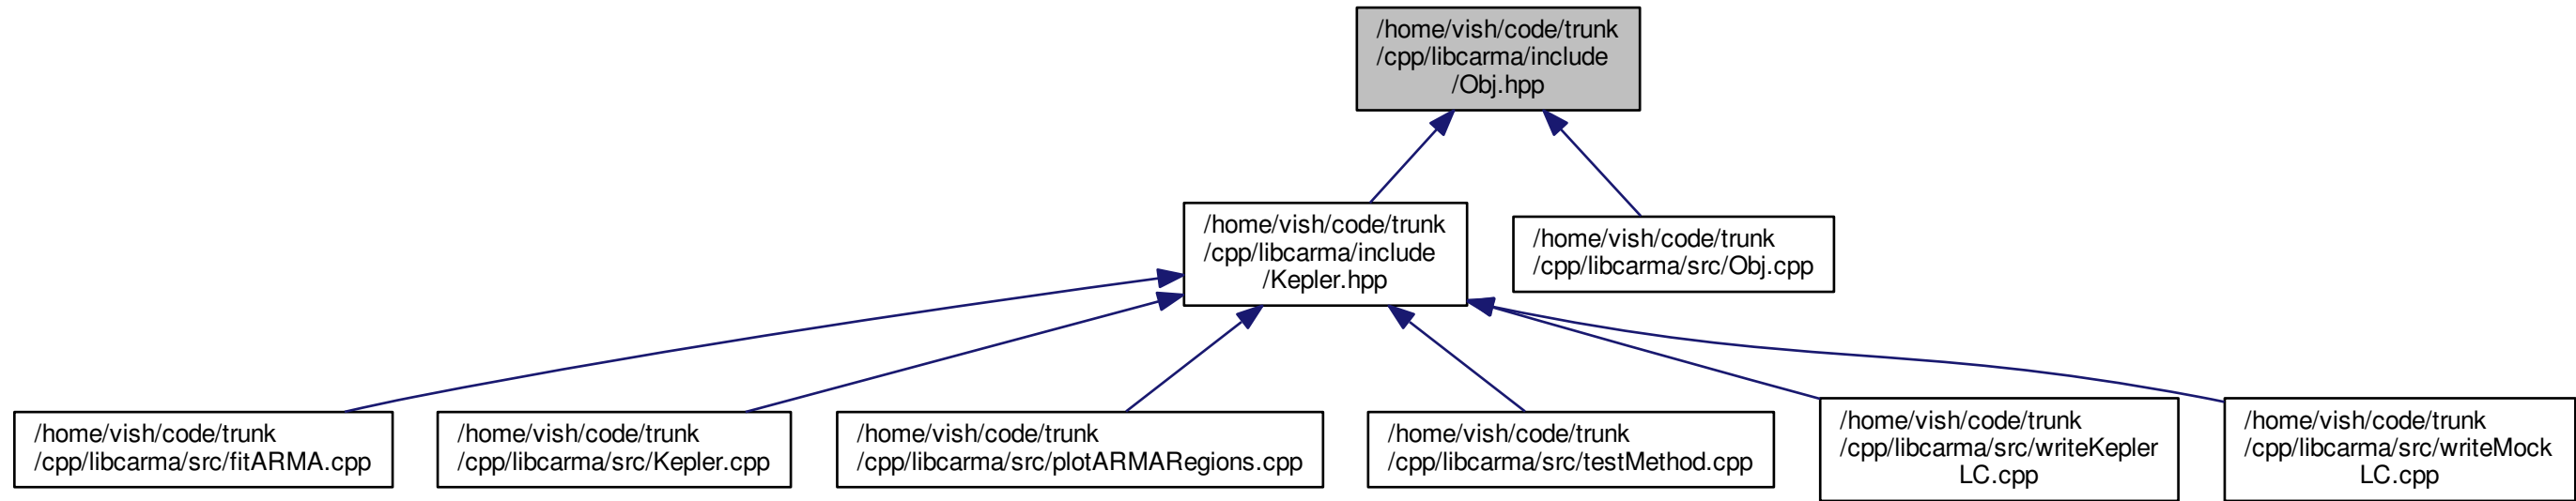 /home/vish/code/trunk
/cpp/libcarma/include
/Obj.hpp
/home/vish/code/trunk
/cpp/libcarma/include
/Kepler.hpp
/home/vish/code/trunk
/cpp/libcarma/src/Obj.cpp
/home/vish/code/trunk
/cpp/libcarma/src/fitARMA.cpp
/home/vish/code/trunk
/cpp/libcarma/src/Kepler.cpp
/home/vish/code/trunk
/cpp/libcarma/src/plotARMARegions.cpp
/home/vish/code/trunk
/cpp/libcarma/src/testMethod.cpp
/home/vish/code/trunk
/cpp/libcarma/src/writeKepler
LC.cpp
/home/vish/code/trunk
/cpp/libcarma/src/writeMock
LC.cpp